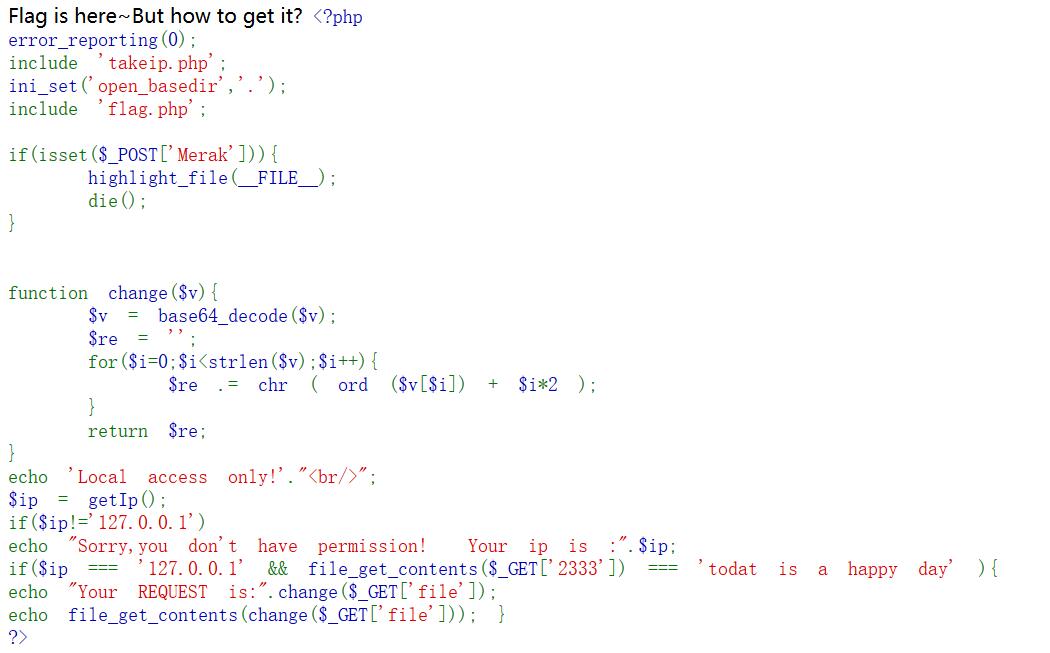 Flag is here~But how to get it? <?php
error_reporting(0);
include 'takeip.php';
ini_set('open_basedir','.');
include 'flag.php';
if(isset($_POST['Merak'])){
highlight_file(__FILE__);
die();
}
function change($v){
$v = base64_decode($v);
$re = '';
for($i=0;$i<strlen($v);$i++){
$re .= chr ( ord ($v[$i]) + $i*2 );
}
return $re;
}
echo 'Local access only!'."<br/>";
$ip = getIp();
if($ip!='127.0.0.1')
echo "Sorry,you don't have permission! Your ip is :".$ip;
if($ip === '127.0.0.1' && file_get_contents($_GET['2333']) === 'todat is a happy day' ){
echo "Your REQUEST is:".change($_GET['file']);
echo file_get_contents(change($_GET['file'])); }
?>